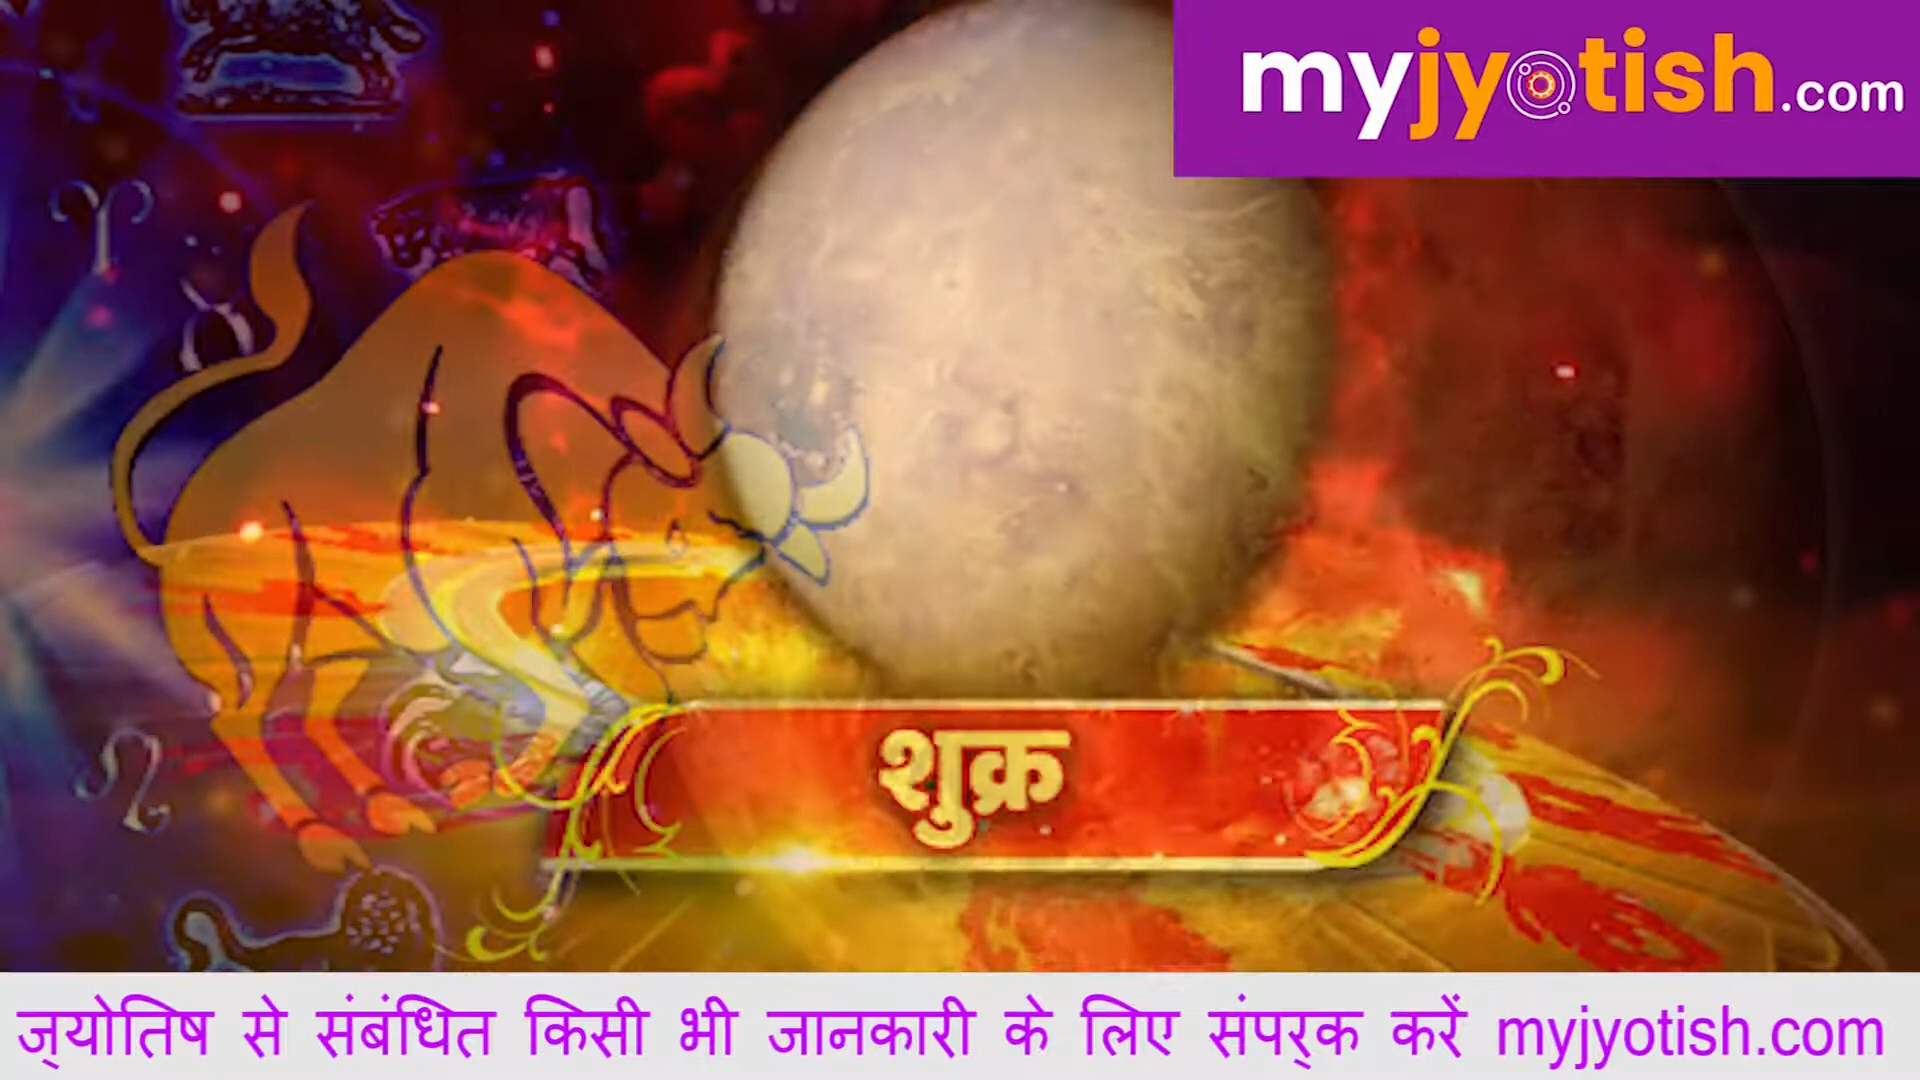 myjyotish.com
शुक्र
ज्योतिष से संबंधित किसी भी जानकारी के लिए संपर्क करें myjyotish.com